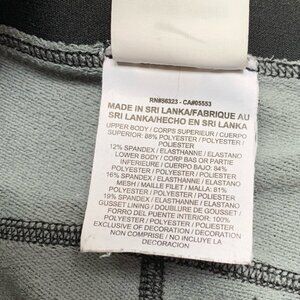 RN#56323 - CA#05553
MADE IN SRI LANKA/FABRIQUE AU
SRI LANKA/HECHO EN SRI LANKA
UPPER BODY / CORPS SUPERIEUR / CUERPO
SUPERIOR: 88% POLYESTER / POLYESTER /
POLIESTER
12% SPANDEX / ELASTHANNE / ELASTANO
LOWER BODY / CORP BAS OR PARTIE
INFERIEUR / CUERPO BAJO: 84%
POLYESTER / POLYESTER / POLIESTER
16% SPANDEX / ELASTHANNE / ELASTANO
MESH / MAILLE FILET / MALLA: 81%
POLYESTER / POLYESTER / POLIESTER
19% SPANDEX / ELASTHANNE / ELASTANO
GUSSET LINING / DOUBLURE DE GOUSSET /
FORRO DEL PUENTE INTERIOR: 100%
POLYESTER / POLYESTER / POLIESTER
EXCLUSIVE OF DECORATION / DECORATION
NON COMPRISE / NO INCLUYE LA
DECORACION